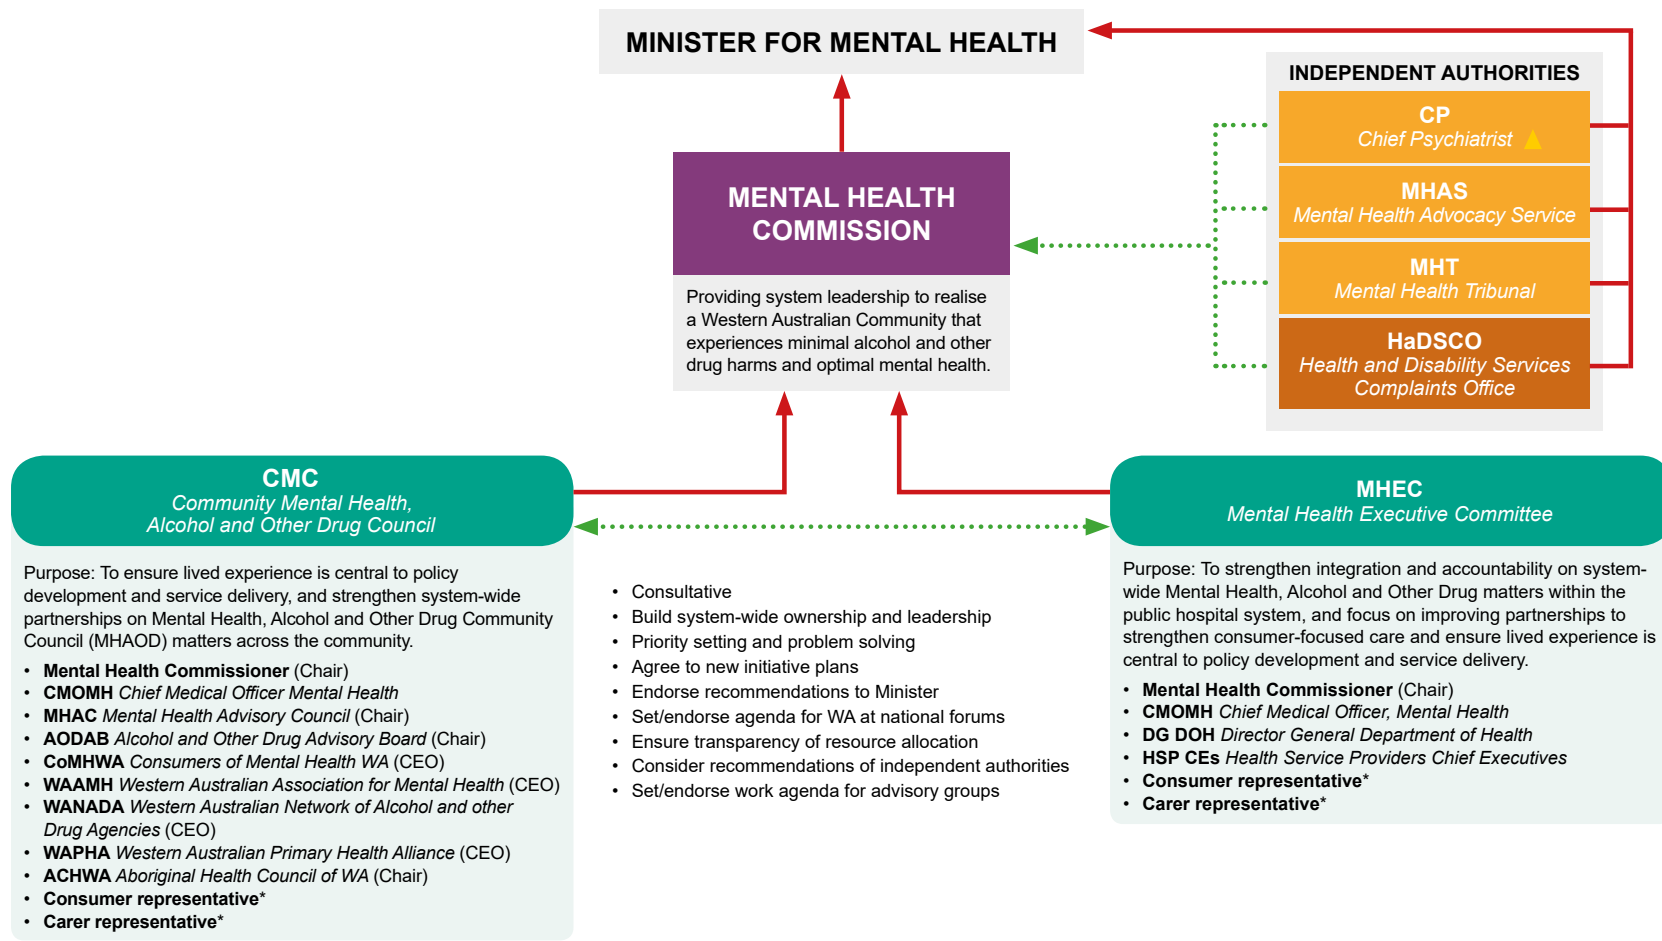 MINISTER FOR MENTAL HEALTH
INDEPENDENT AUTHORITIES
CP
Chief Psychiatrist
MHAS
Mental Health Advocacy Service
MHT
Mental Health Tribunal
HaDSCO
Health and Disability Services
Complaints Office
MENTAL HEALTH
COMMISSION
Providing system leadership to realise
a Western Australian Community that
experiences minimal alcohol and other
drug harms and optimal mental health.
CMC
Community Mental Health,
Alcohol and Other Drug Council
Purpose: To ensure lived experience is central to policy
development and service delivery, and strengthen system-wide
partnerships on Mental Health, Alcohol and Other Drug Community
Council (MHAOD) matters across the community.
• Mental Health Commissioner (Chair)
• CMOMH Chief Medical Officer Mental Health
• MHAC Mental Health Advisory Council (Chair)
• AODAB Alcohol and Other Drug Advisory Board (Chair)
• CoMHWA Consumers of Mental Health WA (CEO)
• WAAMH Western Australian Association for Mental Health (CEO)
• WANADA Western Australian Network of Alcohol and other
Drug Agencies (CEO)
• WAPHA Western Australian Primary Health Alliance (CEO)
• ACHWA Aboriginal Health Council of WA (Chair)
• Consumer representative*
• Carer representative*
• Consultative
• Build system-wide ownership and leadership
• Priority setting and problem solving
• Agree to new initiative plans
• Endorse recommendations to Minister
• Set/endorse agenda for WA at national forums
• Ensure transparency of resource allocation
• Consider recommendations of independent authorities
• Set/endorse work agenda for advisory groups
MHEC
Mental Health Executive Committee
Purpose: To strengthen integration and accountability on system-
wide Mental Health, Alcohol and Other Drug matters within the
public hospital system, and focus on improving partnerships to
strengthen consumer-focused care and ensure lived experience is
central to policy development and service delivery.
• Mental Health Commissioner (Chair)
• CMOMH Chief Medical Officer, Mental Health
• DG DOH Director General Department of Health
• HSP CEs Health Service Providers Chief Executives
• Consumer representative*
• Carer representative*